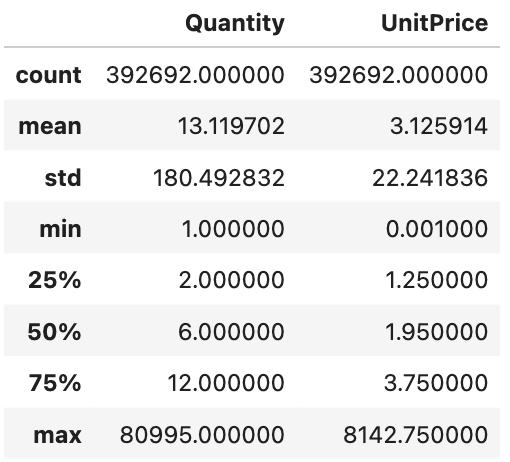 Quantity UnitPrice
count 392692.000000 392692.000000
mean 13.119702 3.125914
std 180.492832 22.241836
min 1.000000 0.001000
25% 2.000000 1.250000
50% 6.000000 1.950000
75% 12.000000 3.750000
max 80995.000000 8142.750000